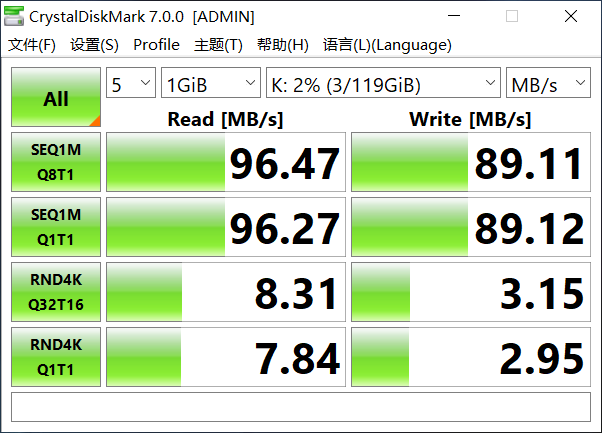 CrystalDiskMark 7.0.0 [ADMIN]
文件(F) 设置(S) Profile 主题(T) 帮助(H) 语言(L)(Language)
All 5 1GiB K: 2% (3/119GiB) MB/s
Read [MB/s] Write [MB/s]
SEQ1M
Q8T1 96.47 89.11
SEQ1M
Q1T1 96.27 89.12
RND4K
Q32T16 8.31 3.15
RND4K
Q1T1 7.84 2.95